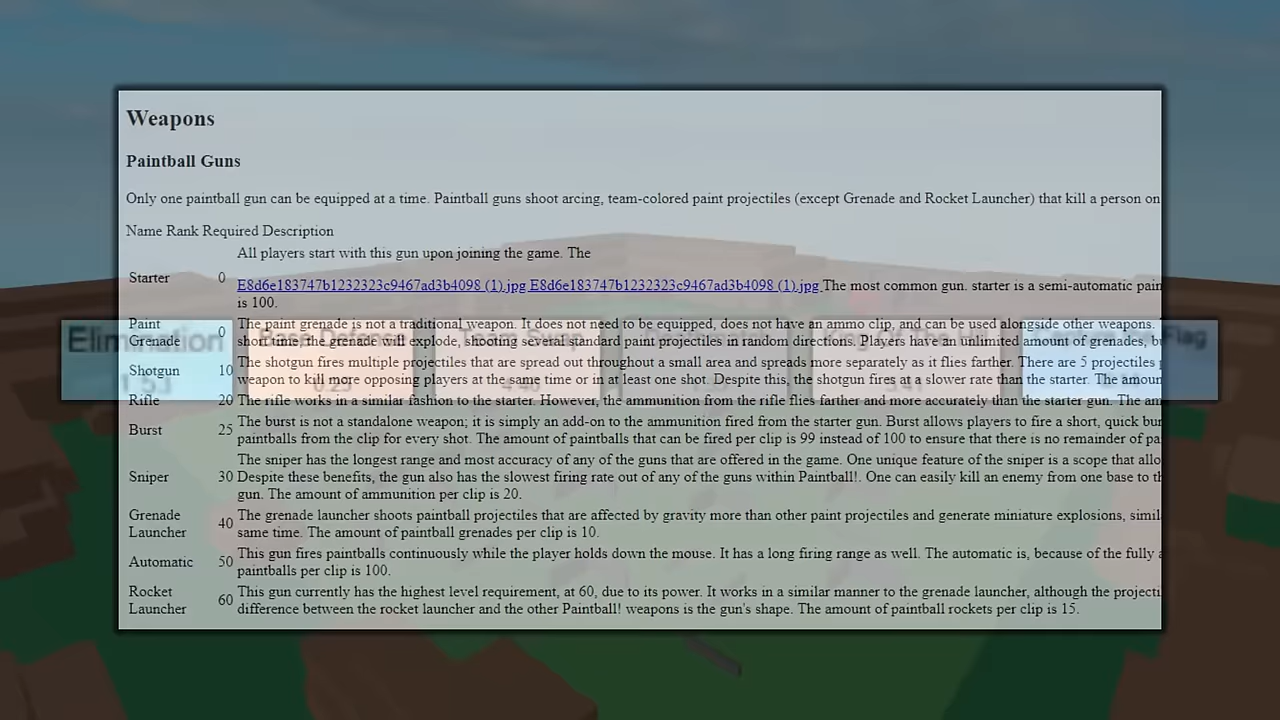 Weapons
Paintball Guns
Only one paintball gun can be equipped at a time. Paintball guns shoot arcing, team-colored paint projectiles (except Grenade and Rocket Launcher) that kill a person on
Name Rank Required Description
All players start with this gun upon joining the game. The
Starter 0
E8d6e183747b1232323c9467ad3b4098 (1).jpg E8d6e183747b1232323c9467ad3b4098 (1).jpg The most common gun. starter is a semi-automatic pain
is 100.
Paint Grenade 0 The paint grenade is not a traditional weapon. It does not need to be equipped, does not have an ammo clip, and can be used alongside other weapons.
short time, the grenade will explode, shooting several standard paint projectiles in random directions. Players have an unlimited amount of grenades, bu
Shotgun 10 The shotgun fires multiple projectiles that are spread out throughout a small area and spreads more separately as it flies farther. There are 5 projectiles
weapon to kill more opposing players at the same time or in at least one shot. Despite this, the shotgun fires at a slower rate than the starter. The amoun
Rifle 20 The rifle works in a similar fashion to the starter. However, the ammunition from the rifle flies farther and more accurately than the starter gun. The am
Burst 25 The burst is not a standalone weapon; it is simply an add-on to the ammunition fired from the starter gun. Burst allows players to fire a short, quick bur
paintballs from the clip for every shot. The amount of paintballs that can be fired per clip is 99 instead of 100 to ensure that there is no remainder of pa
The sniper has the longest range and most accuracy of any of the guns that are offered in the game. One unique feature of the sniper is a scope that allo
Sniper 30 Despite these benefits, the gun also has the slowest firing rate out of any of the guns within Paintball!. One can easily kill an enemy from one base to th
gun. The amount of ammunition per clip is 20.
Grenade Launcher 40 The grenade launcher shoots paintball projectiles that are affected by gravity more than other paint projectiles and generate miniature explosions, simil
same time. The amount of paintball grenades per clip is 10.
Automatic 50 This gun fires paintballs continuously while the player holds down the mouse. It has a long firing range as well. The automatic is, because of the fully a
paintballs per clip is 100.
Rocket Launcher 60 This gun currently has the highest level requirement, at 60, due to its power. It works in a similar manner to the grenade launcher, although the projecti
difference between the rocket launcher and the other Paintball! weapons is the gun's shape. The amount of paintball rockets per clip is 15.
Elimination
Base Defense
King Of The Hill
Flag